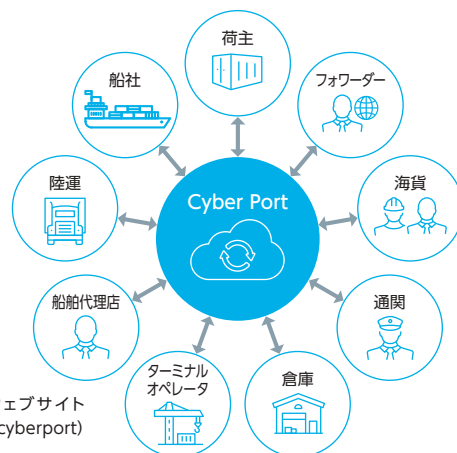 荷主
船社
フォワーダー
陸運
Cyber Port
海貨
船舶代理店
通関
ターミナル
オペレータ
倉庫
ェブサイト
cyberport)